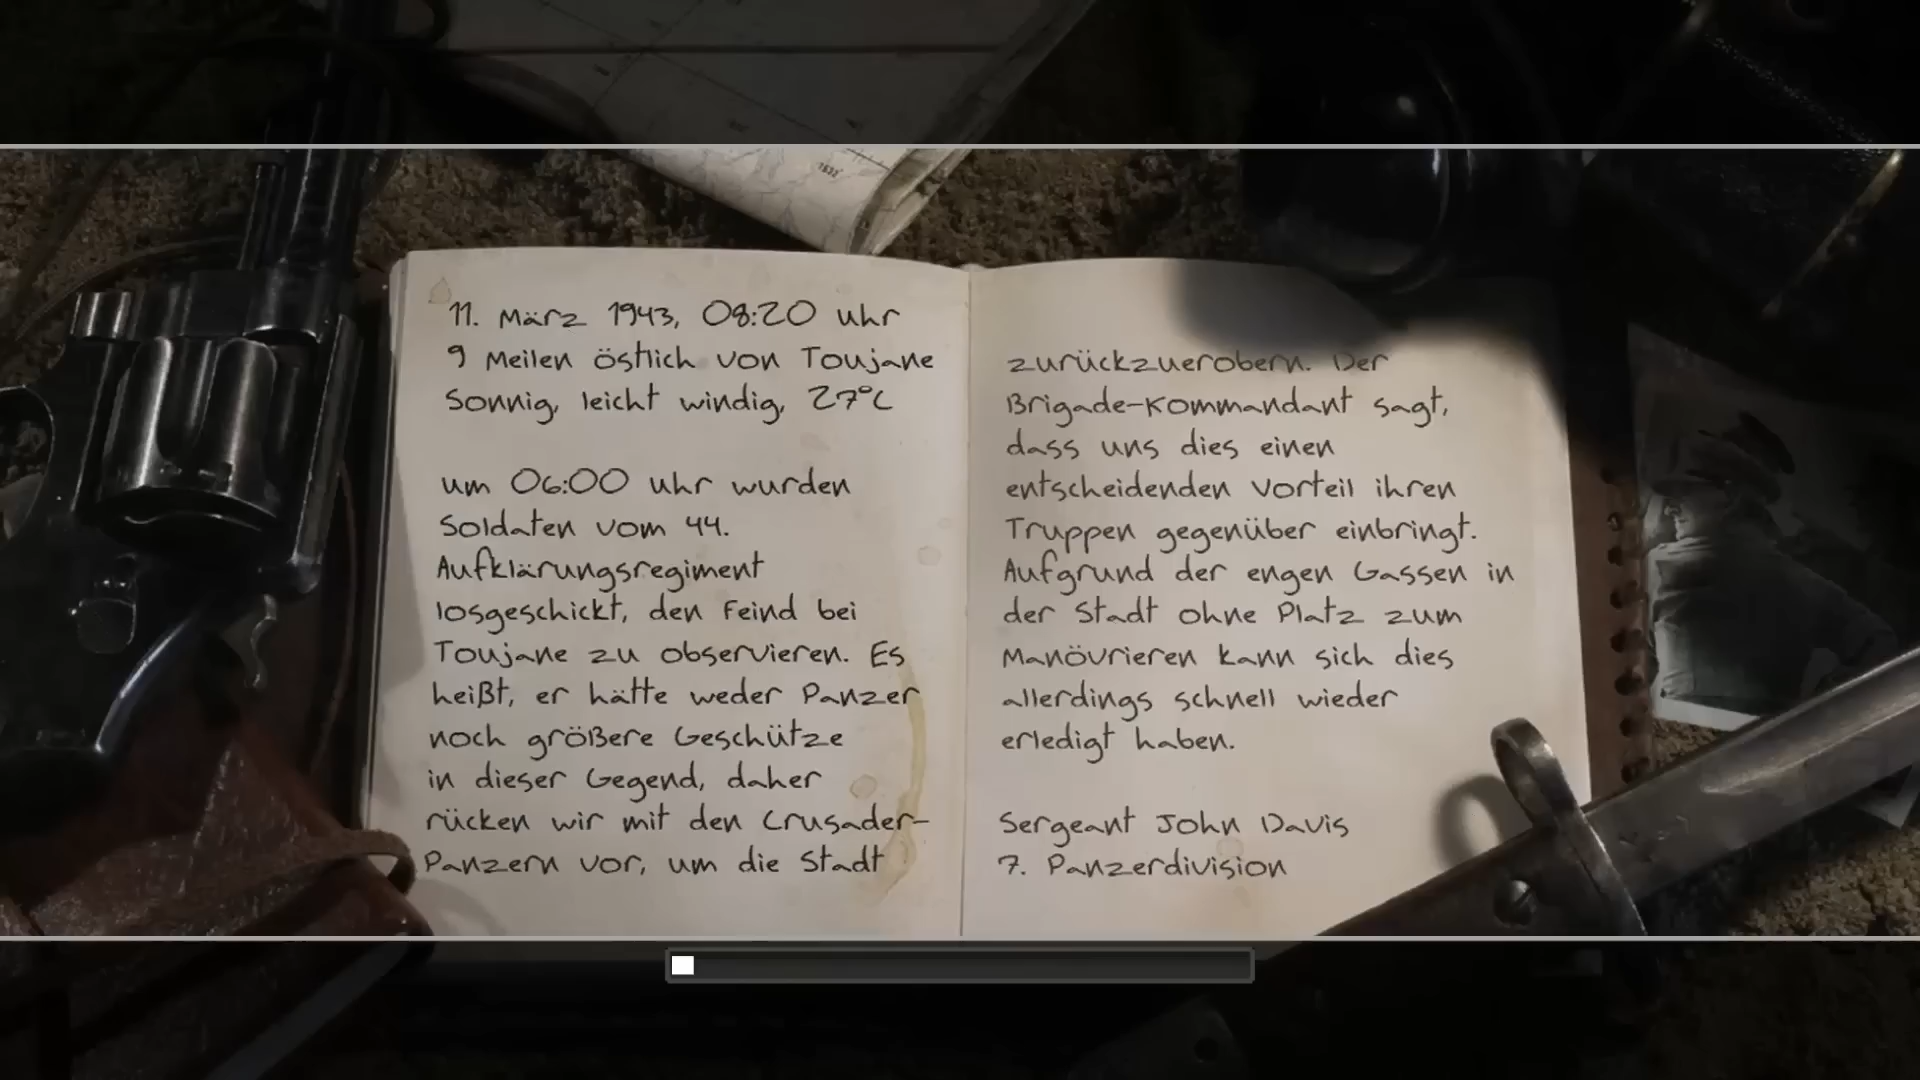 11. März 1943, 08:20 Uhr
9 Meilen östlich von Toujane
Sonnig, leicht windig, 27°C
Um 06:00 Uhr wurden
Soldaten vom 44.
Aufklärungsregiment
losgeschickt, den Feind bei
Toujane zu observieren. Es
heißt, er hätte weder Panzer
noch größere Geschütze
in dieser Gegend, daher
rücken wir mit den Crusader-
Panzern vor, um die Stadt
zurückzuerobern. Der
Brigade-Kommandant sagt,
dass uns dies einen
entscheidenden Vorteil ihren
Truppen gegenüber einbringt.
Aufgrund der engen Gassen in
der Stadt ohne Platz zum
Manövrieren kann sich dies
allerdings schnell wieder
erledigt haben.
Sergeant John Davis
7. Panzerdivision